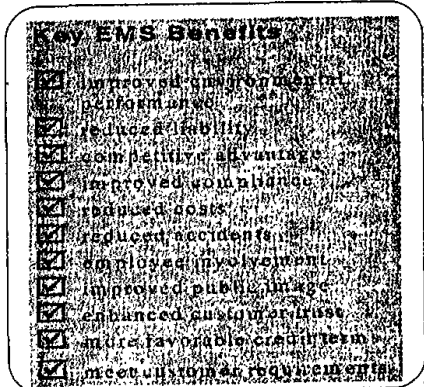 Key EMS Benefits
improved environmental
performance
reduced liability
competitive advantage
improved compliance
reduced costs
reduced accidents
employee involvement
improved public image
enhanced customer trust
more favorable credit terms
meet customer requirements